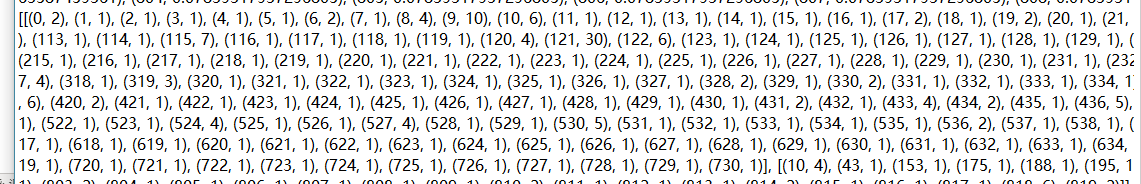 [[(0, 2), (1, 1), (2, 1), (3, 1), (4, 1), (5, 1), (6, 2), (7, 1), (8, 4), (9, 10), (10, 6), (11, 1), (12, 1), (13, 1), (14, 1), (15, 1), (16, 1), (17, 2), (18, 1), (19, 2), (20, 1), (21,
), (113, 1), (114, 1), (115, 7), (116, 1), (117, 1), (118, 1), (119, 1), (120, 4), (121, 30), (122, 6), (123, 1), (124, 1), (125, 1), (126, 1), (127, 1), (128, 1), (129, 1), (
(215, 1), (216, 1), (217, 1), (218, 1), (219, 1), (220, 1), (221, 1), (222, 1), (223, 1), (224, 1), (225, 1), (226, 1), (227, 1), (228, 1), (229, 1), (230, 1), (231, 1), (232
7, 4), (318, 1), (319, 3), (320, 1), (321, 1), (322, 1), (323, 1), (324, 1), (325, 1), (326, 1), (327, 1), (328, 2), (329, 1), (330, 2), (331, 1), (332, 1), (333, 1), (334, 1)
, 6), (420, 2), (421, 1), (422, 1), (423, 1), (424, 1), (425, 1), (426, 1), (427, 1), (428, 1), (429, 1), (430, 1), (431, 2), (432, 1), (433, 4), (434, 2), (435, 1), (436, 5),
1), (522, 1), (523, 1), (524, 4), (525, 1), (526, 1), (527, 4), (528, 1), (529, 1), (530, 5), (531, 1), (532, 1), (533, 1), (534, 1), (535, 1), (536, 2), (537, 1), (538, 1), (
17, 1), (618, 1), (619, 1), (620, 1), (621, 1), (622, 1), (623, 1), (624, 1), (625, 1), (626, 1), (627, 1), (628, 1), (629, 1), (630, 1), (631, 1), (632, 1), (633, 1), (634,
19, 1), (720, 1), (721, 1), (722, 1), (723, 1), (724, 1), (725, 1), (726, 1), (727, 1), (728, 1), (729, 1), (730, 1)], [(10, 4), (43, 1), (153, 1), (175, 1), (188, 1), (195, 1